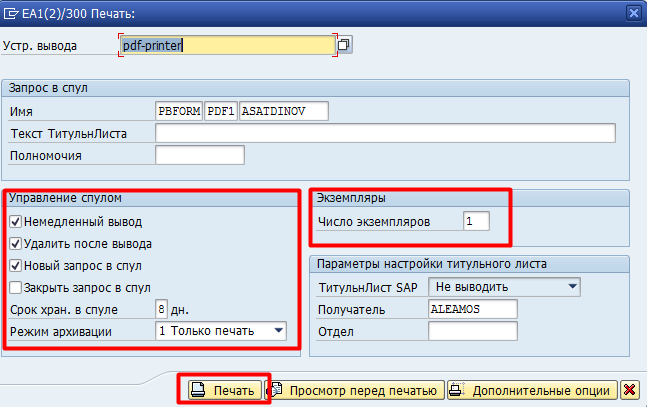 EA1(2)/300 Печать:
Устр. вывода pdf-printer
Запрос в спул
Имя PBFORM PDF1 ASATDINOV
Текст ТитульнЛиста
Полномочия
Управление спулом
Немедленный вывод
Удалить после вывода
Новый запрос в спул
Закрыть запрос в спул
Срок хран. в спуле 8 дн.
Режим архивации 1 Только печать
Экземпляры
Число экземпляров 1
Параметры настройки титульного листа
ТитульнЛист SAP Не выводить
Получатель ALEAMOS
Отдел
Печать Просмотр перед печатью Дополнительные опции